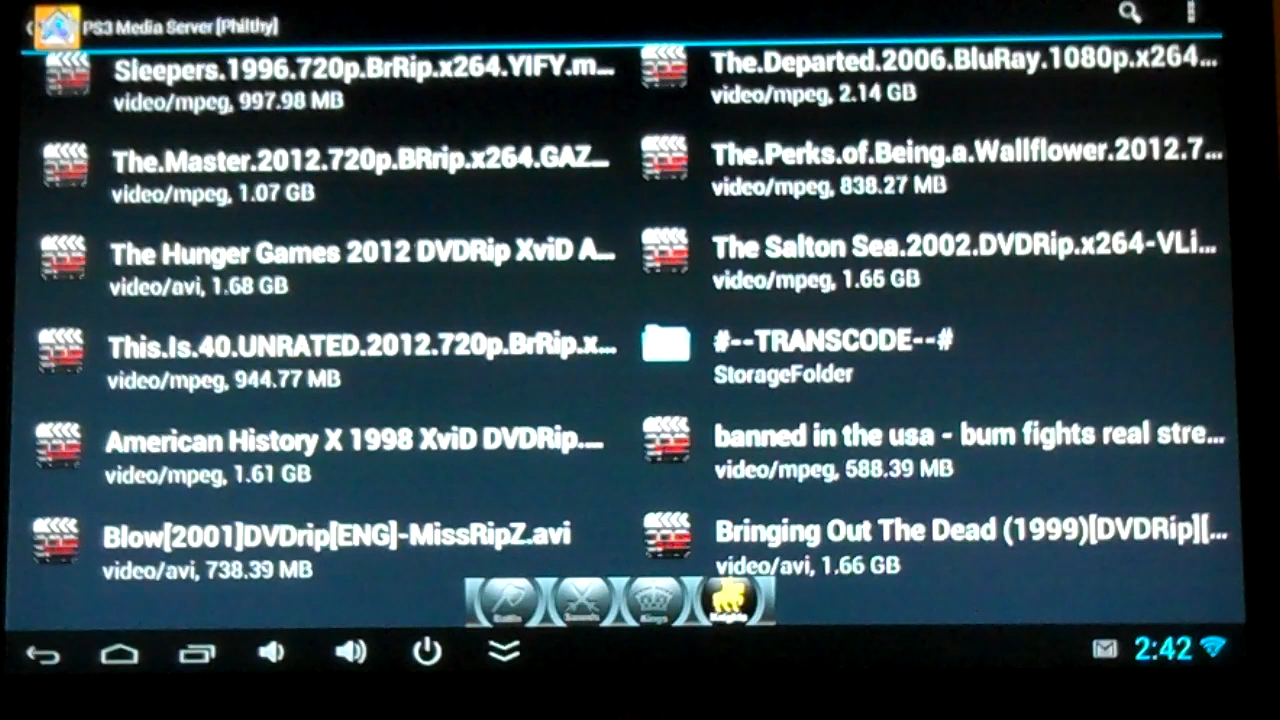 PS3 Media Server [Philthy]
Sleepers.1996.720p.BrRip.x264.YIFY.m...
video/mpeg, 997.98 MB
The.Departed.2006.BluRay.1080p.x264...
video/mpeg, 2.14 GB
The.Master.2012.720p.BRrip.x264.GAZ...
video/mpeg, 1.07 GB
The.Perks.of.Being.a.Wallflower.2012.7...
video/mpeg, 838.27 MB
The Hunger Games 2012 DVDRip XviD A...
video/avi, 1.68 GB
The Salton Sea.2002.DVDRip.x264-VLi...
video/mpeg, 1.65 GB
This.Is.40.UNRATED.2012.720p.BrRip.x...
video/mpeg, 944.77 MB
#--TRANSCODE--#
StorageFolder
American History X 1998 XviD DVDRip....
video/mpeg, 1.61 GB
banned in the usa - bum fights real stre...
video/mpeg, 588.39 MB
Blow[2001]DVDrip[ENG]-MissRipZ.avi
video/avi, 738.39 MB
Bringing Out The Dead (1999)[DVDRip][...
video/avi, 1.66 GB
2:42